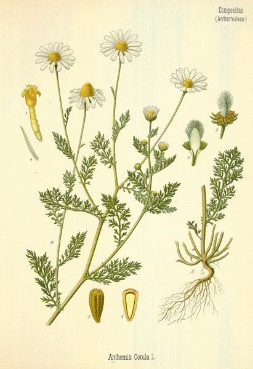 Compositae
(Anthemideae)
Anthemis Cotula L.